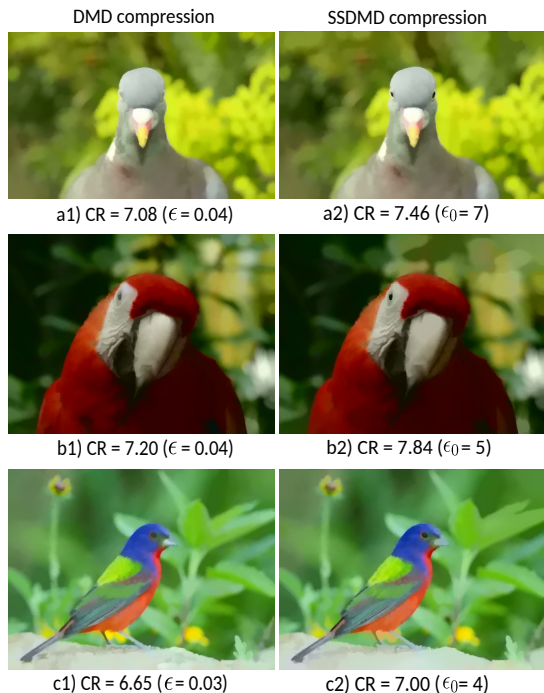 DMD compression
SSDMD compression
a1) CR = 7.08 (ϵ = 0.04)
a2) CR = 7.46 (ϵ₀ = 7)
b1) CR = 7.20 (ϵ = 0.04)
b2) CR = 7.84 (ϵ₀ = 5)
c1) CR = 6.65 (ϵ = 0.03)
c2) CR = 7.00 (ϵ₀ = 4)